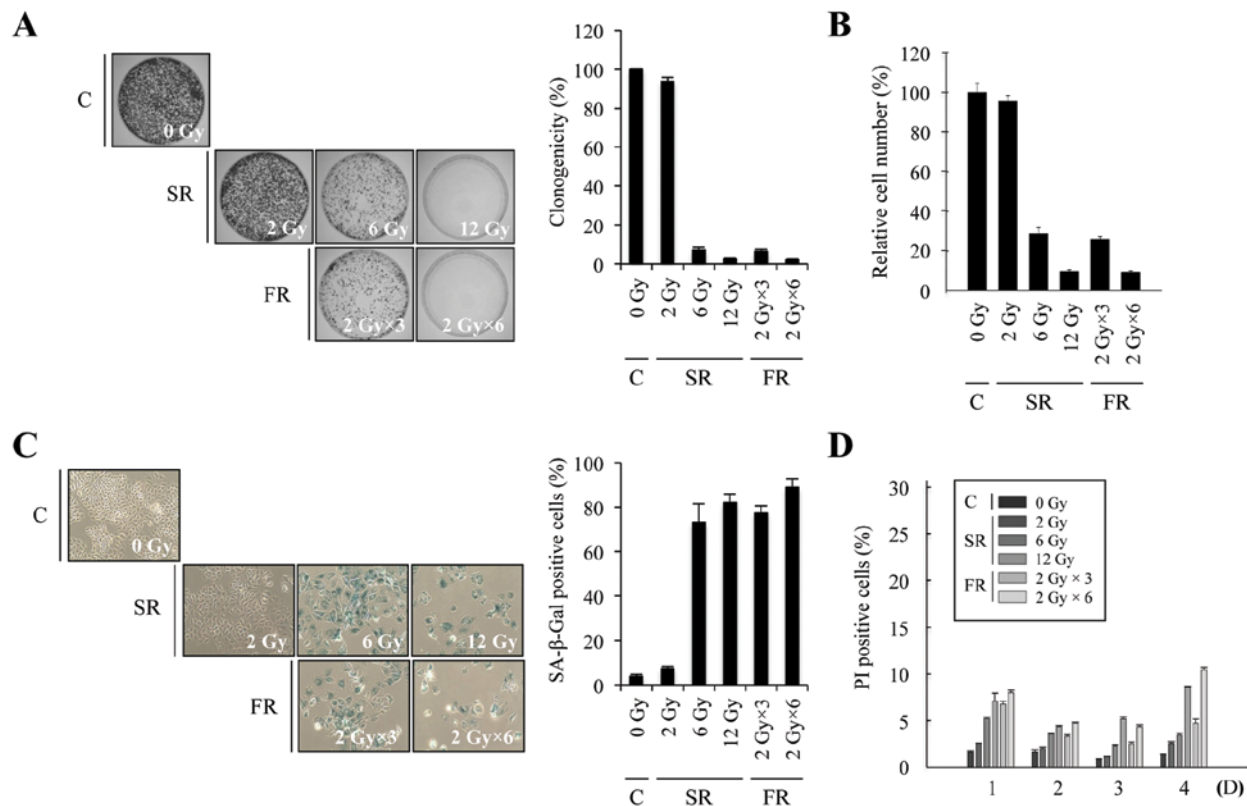 A
C
0 Gy
SR
2 Gy
6 Gy
12 Gy
FR
2 Gy×3
2 Gy×6
Clonogenicity (%)
120
100
80
60
40
20
0
0 Gy
2 Gy
6 Gy
12 Gy
2 Gy×3
2 Gy×6
C
SR
FR
B
Relative cell number (%)
120
100
80
60
40
20
0
0 Gy
2 Gy
6 Gy
12 Gy
2 Gy×3
2 Gy×6
C
SR
FR
C
C
0 Gy
SR
2 Gy
6 Gy
12 Gy
FR
2 Gy×3
2 Gy×6
SA-β-Gal positive cells (%)
100
80
60
40
20
0
0 Gy
2 Gy
6 Gy
12 Gy
2 Gy×3
2 Gy×6
C
SR
FR
D
PI positive cells (%)
30
25
20
15
10
5
0
C
0 Gy
SR
2 Gy
6 Gy
12 Gy
FR
2 Gy × 3
2 Gy × 6
1 2 3 4 (D)